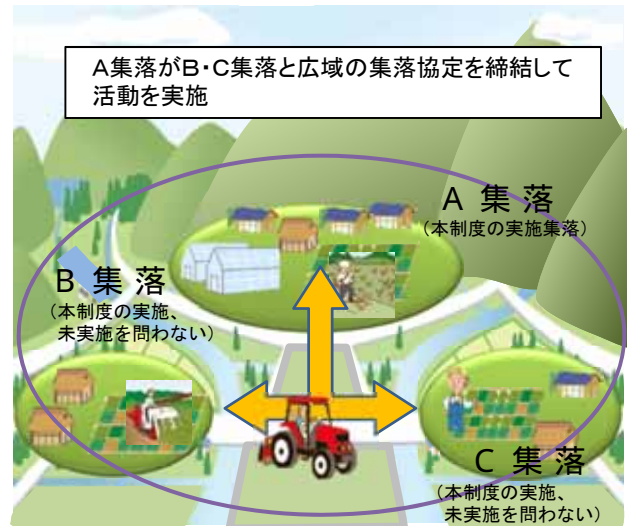 A集落がB・C集落と広域の集落協定を締結して
活動を実施
A 集 落
(本制度の実施集落)
B 集 落
(本制度の実施、
未実施を問わない)
C 集 落
(本制度の実施、
未実施を問わない)